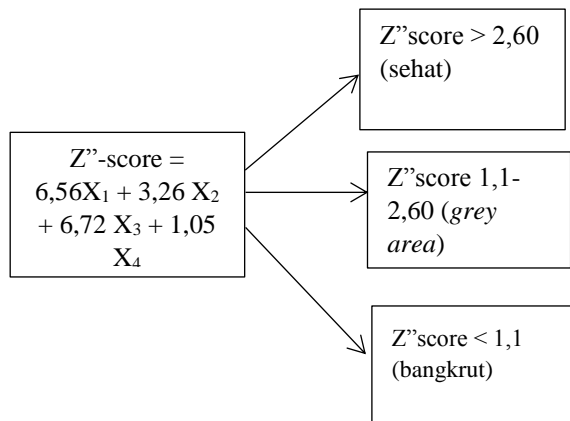 Z”score > 2,60
(sehat)
Z”-score =
6,56X₁ + 3,26 X₂
+ 6,72 X₃ + 1,05
X₄
Z”score 1,1-
2,60 (grey
area)
Z”score < 1,1
(bangkrut)